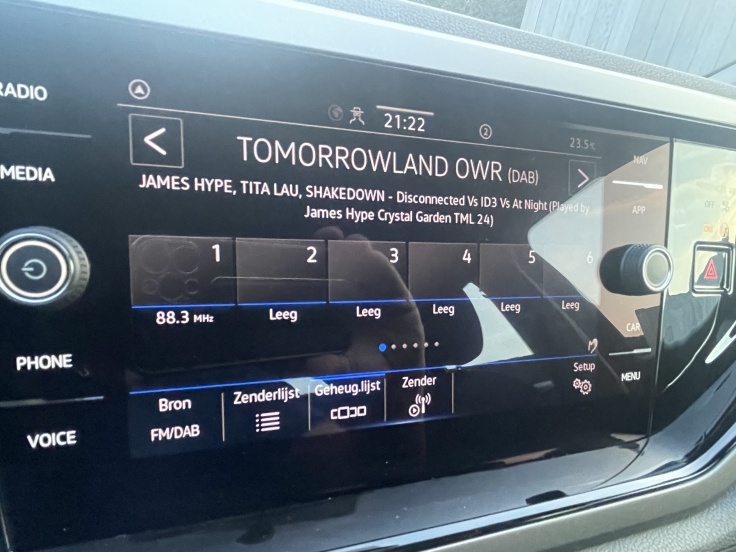 RADIO
21:22
2
23.5°C
NAV
MEDIA
TOMORROWLAND OWR (DAB)
JAMES HYPE, TITA LAU, SHAKEDOWN - Disconnected Vs ID3 Vs At Night (Played by
James Hype Crystal Garden TML 24)
APP
OFF
1 2 3 4 5 6
88.3 MHz Leeg Leeg Leeg Leeg Leeg
CAR
PHONE
MENU
Bron Zenderlijst Geheug.lijst Zender Setup
FM/DAB
VOICE